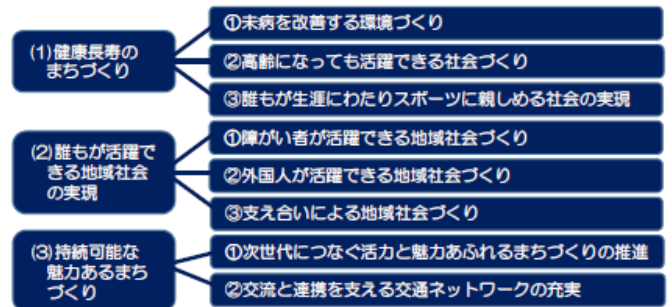 (1)健康長寿の
まちづくり
①未病を改善する環境づくり
②高齢になっても活躍できる社会づくり
③誰もが生涯にわたりスポーツに親しめる社会の実現
(2)誰もが活躍で
きる地域社会
の実現
①障がい者が活躍できる地域社会づくり
②外国人が活躍できる地域社会づくり
③支え合いによる地域社会づくり
(3)持続可能な
魅力あるまち
づくり
①次世代につなぐ活力と魅力あふれるまちづくりの推進
②交流と連携を支える交通ネットワークの充実